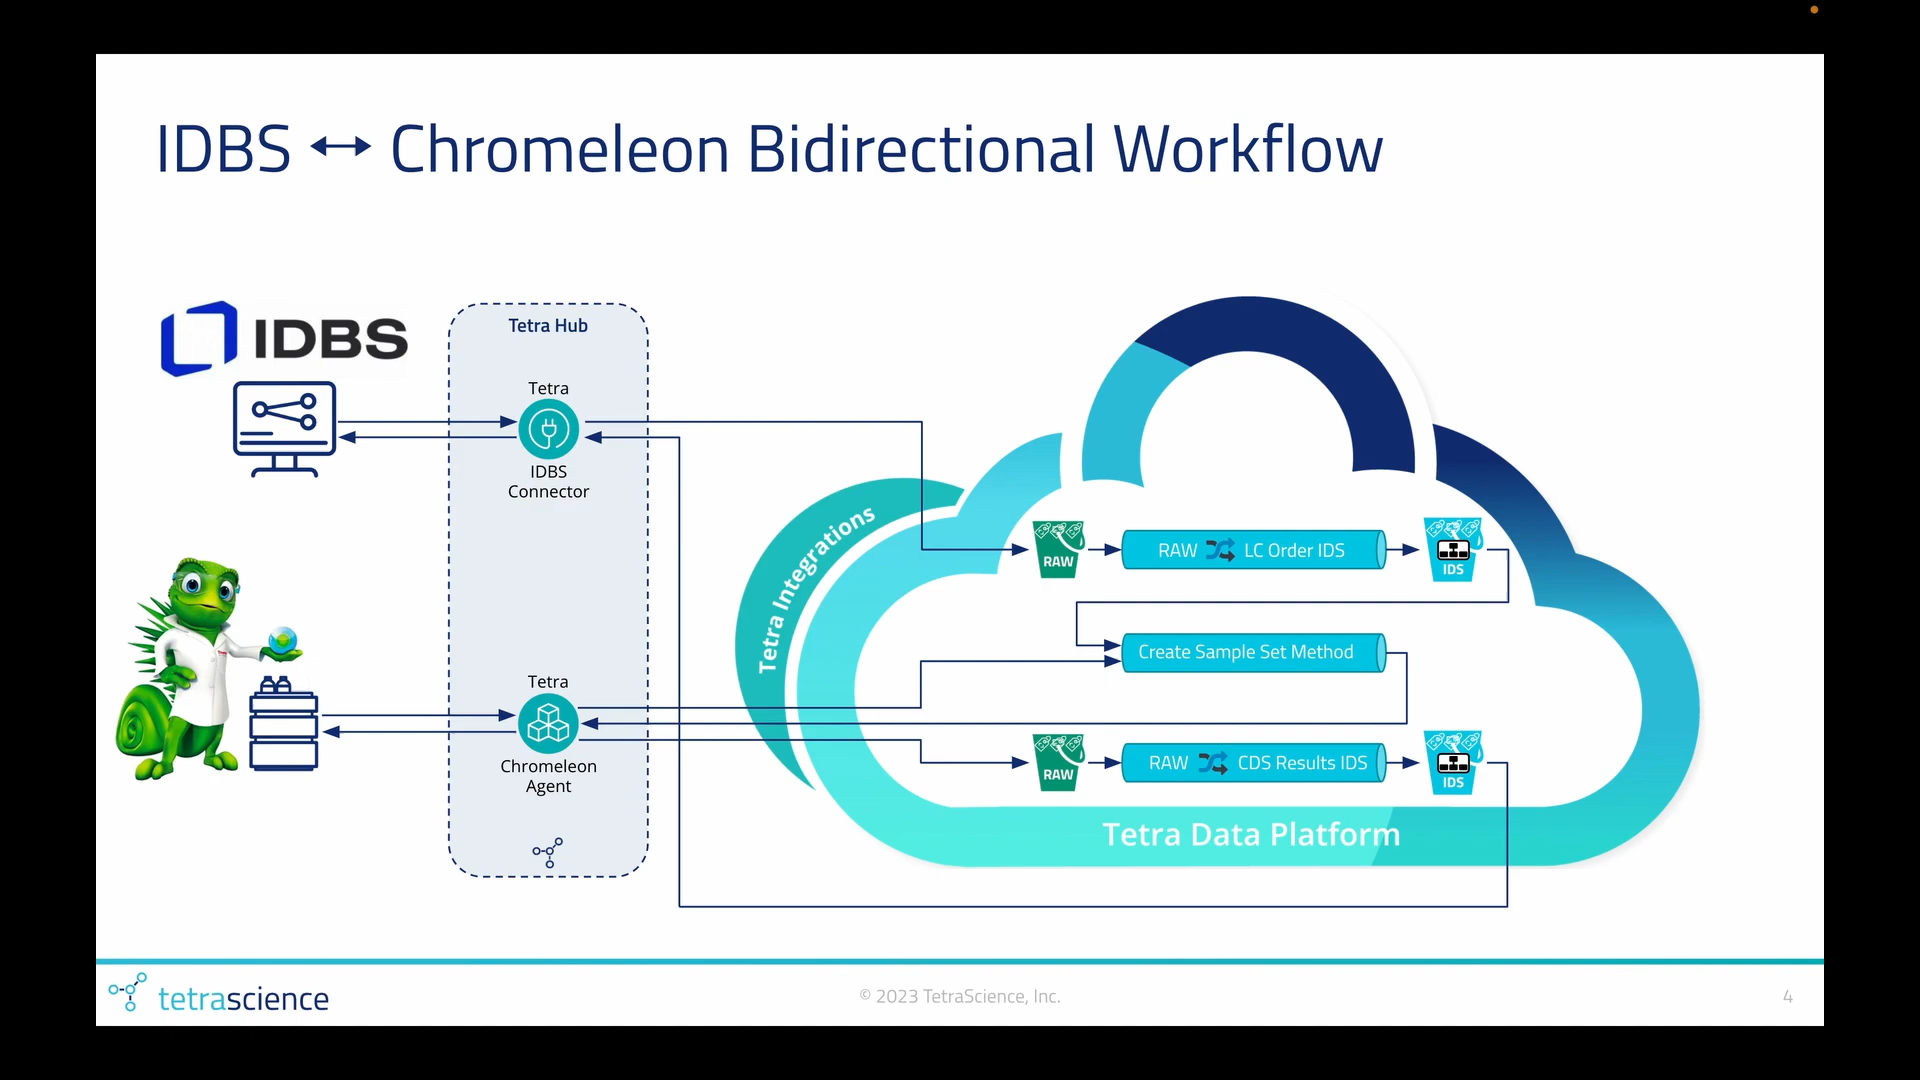 IDBS ↔ Chromeleon Bidirectional Workflow
IDBS
Tetra Hub
Tetra
IDBS
Connector
Tetra
Chromeleon
Agent
Tetra Integrations
RAW
RAW LC Order IDS
IDS
Create Sample Set Method
RAW
RAW CDS Results IDS
IDS
Tetra Data Platform
tetrascience
© 2023 TetraScience, Inc.
4